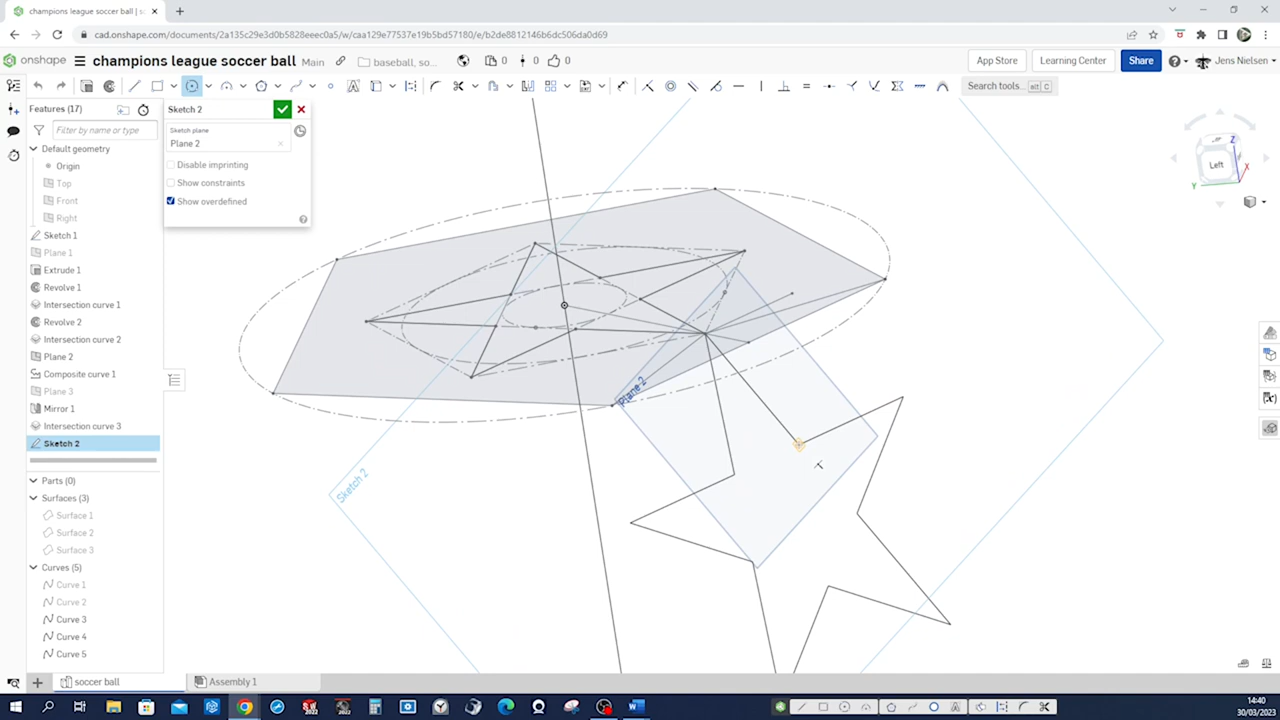 champions league soccer ball | s
cad.onshape.com/documents/2a135c29e3d0b5828eeec0a5/w/caa129e77537e19b5bd57180/e/b2de8812146b6dc506da0d69
onshape
champions league soccer ball Main
baseball, so...
0
0
0
App Store
Learning Center
Share
Jens Nielsen
Search tools...
alt C
Features (17)
Filter by name or type
Default geometry
Origin
Top
Front
Right
Sketch 1
Plane 1
Extrude 1
Revolve 1
Intersection curve 1
Revolve 2
Intersection curve 2
Plane 2
Composite curve 1
Plane 3
Mirror 1
Intersection curve 3
Sketch 2
Parts (0)
Surfaces (3)
Surface 1
Surface 2
Surface 3
Curves (5)
Curve 1
Curve 2
Curve 3
Curve 4
Curve 5
Sketch 2
Sketch plane
Plane 2
Disable imprinting
Show constraints
Show overdefined
Plane 2
Sketch 2
Z
Left
X
Y
soccer ball
Assembly 1
14:40
30/03/2023